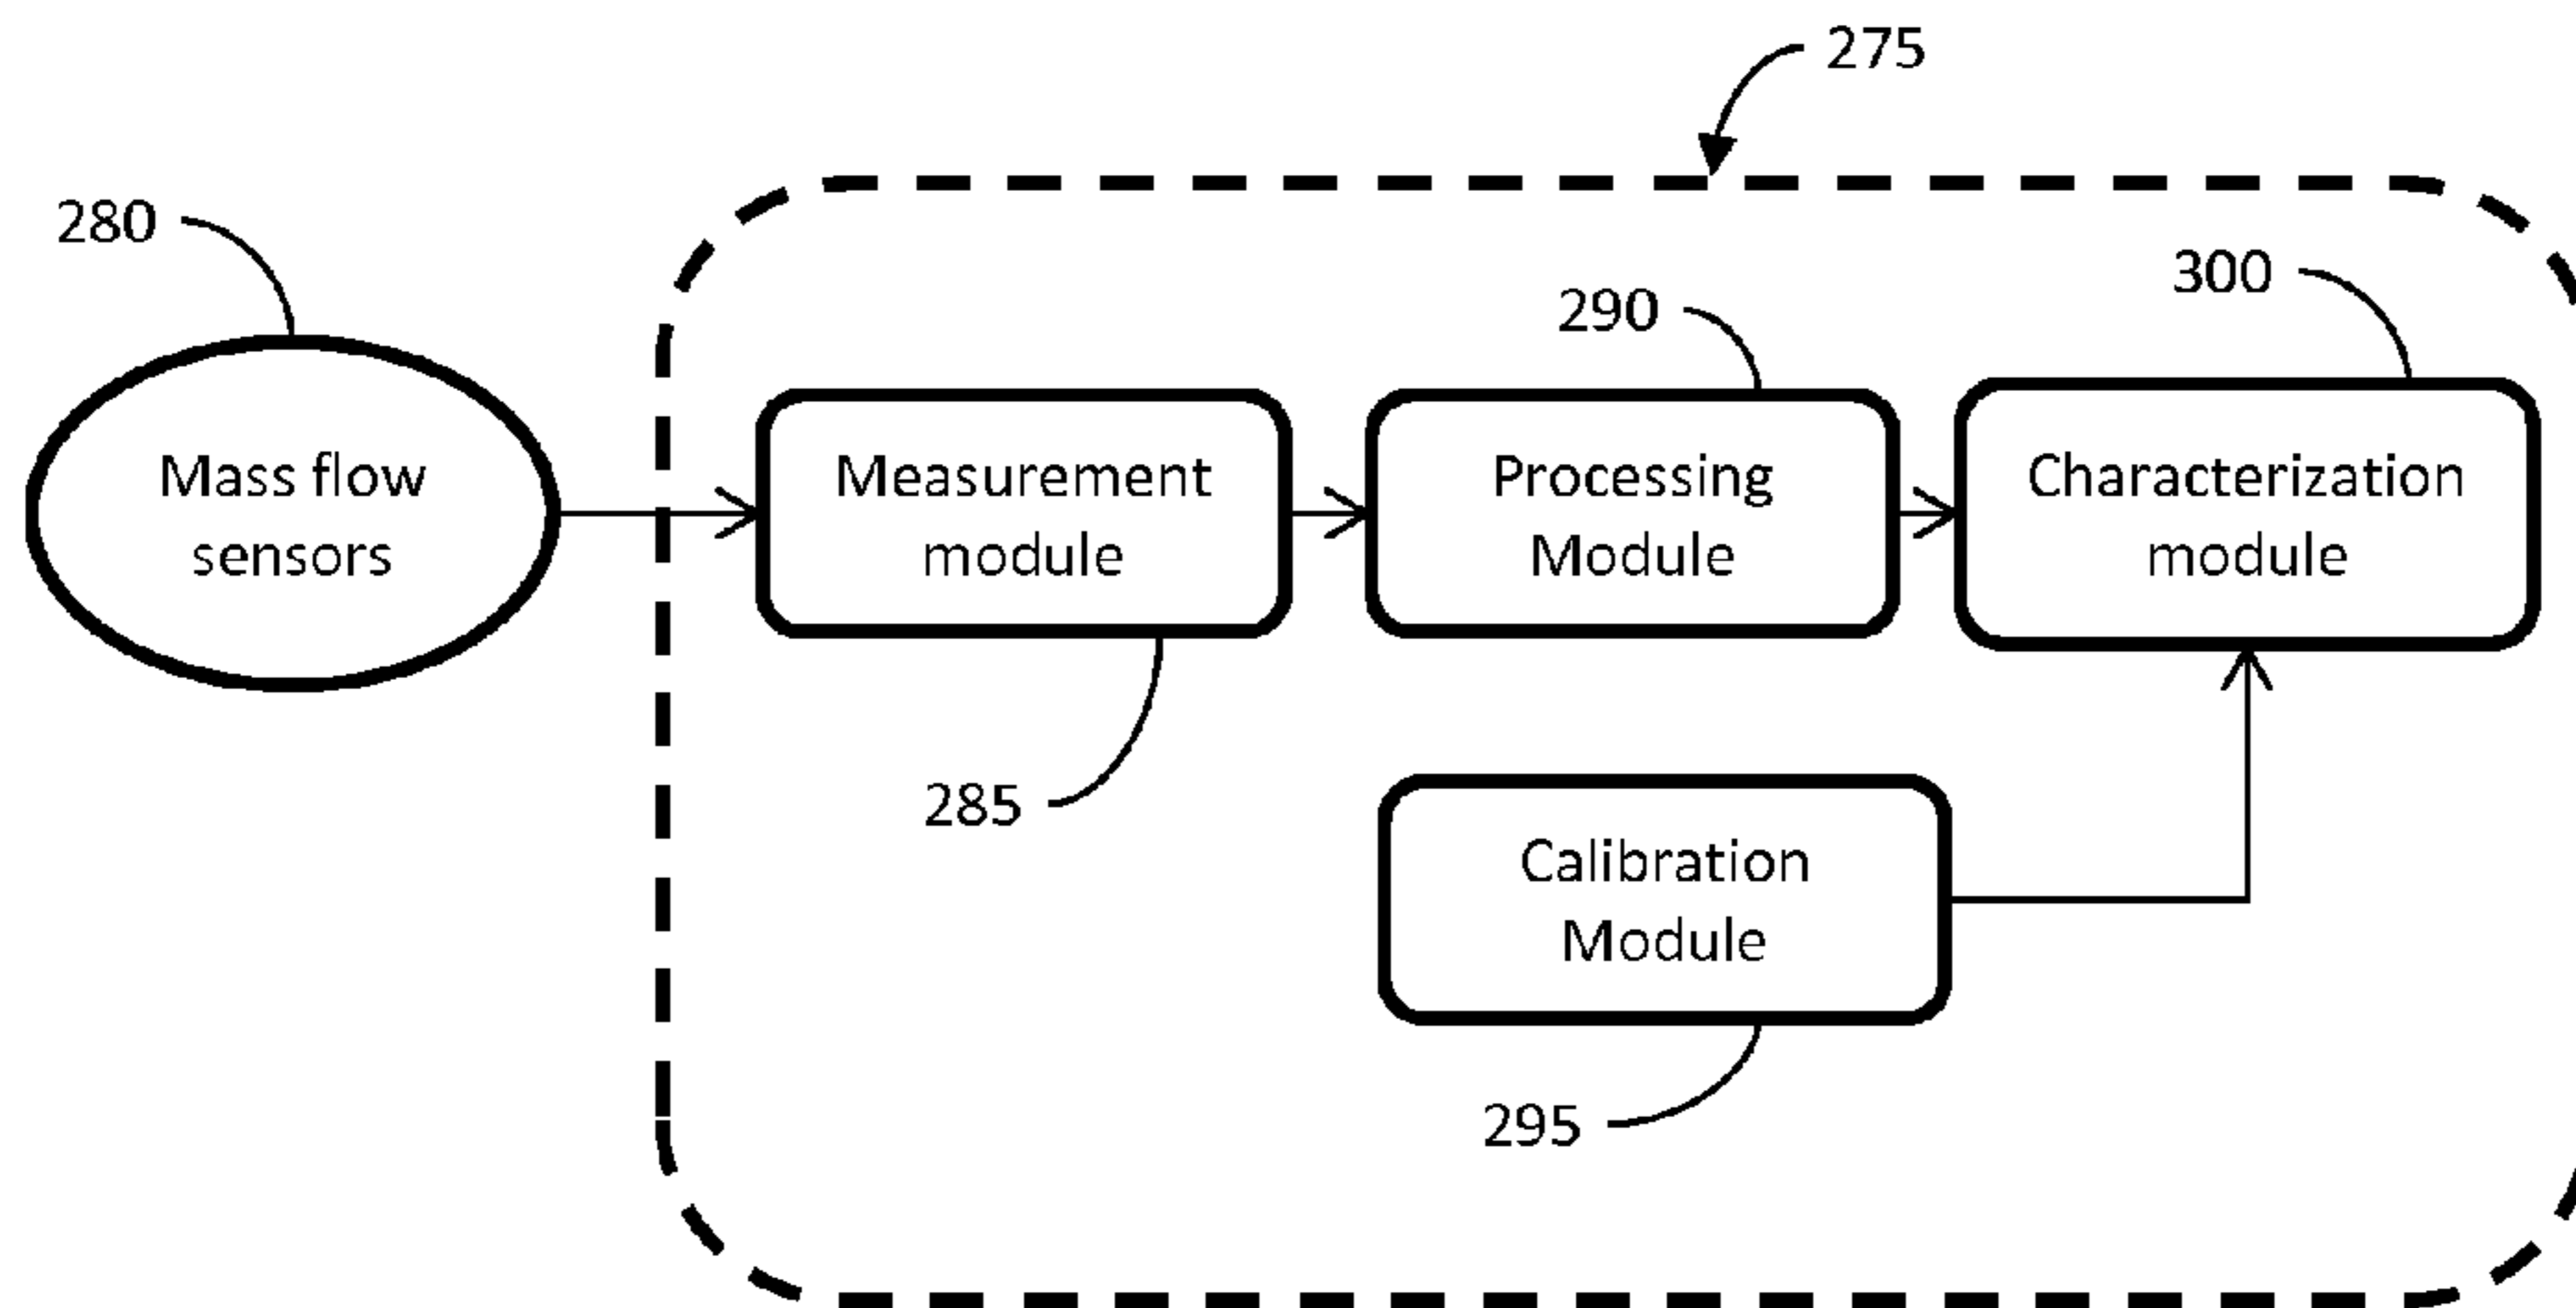 275
280
300
290
Mass flow
sensors
Measurement
module
Processing
Module
Characterization
module
285
Calibration
Module
295